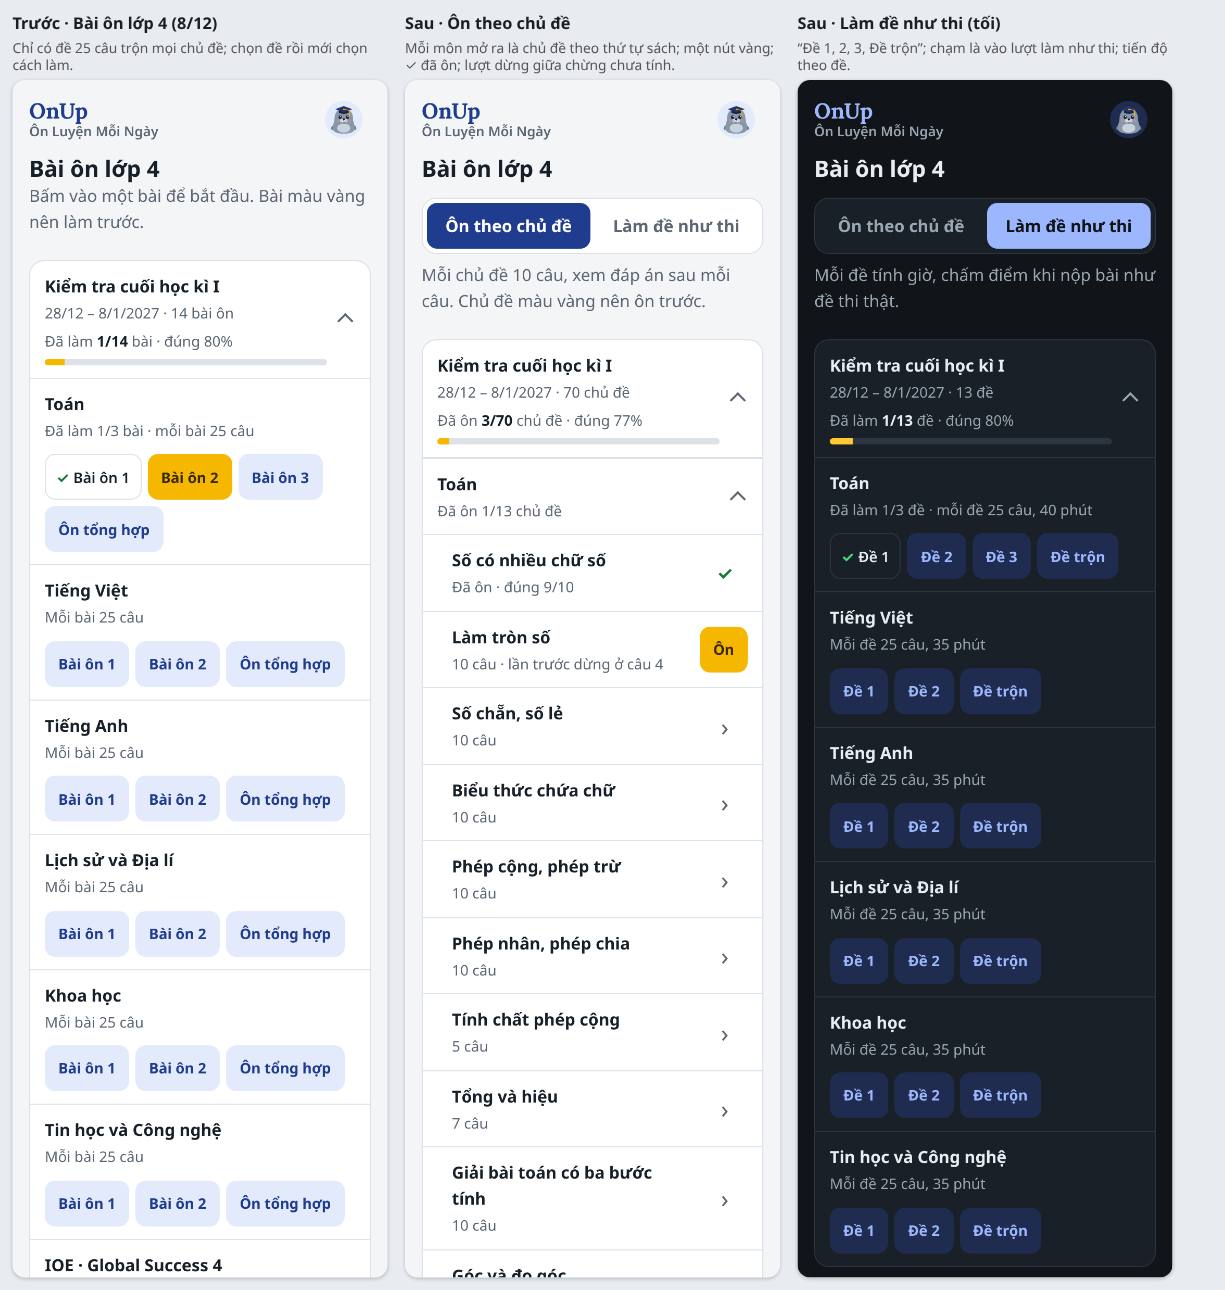 Trước · Bài ôn lớp 4 (8/12)
Chỉ có đề 25 câu trộn mọi chủ đề; chọn đề rồi mới chọn
cách làm.
OnUp
Ôn Luyện Mỗi Ngày
Bài ôn lớp 4
Bấm vào một bài để bắt đầu. Bài màu vàng
nên làm trước.
Kiểm tra cuối học kì I
28/12 – 8/1/2027 · 14 bài ôn
Đã làm 1/14 bài · đúng 80%
Toán
Đã làm 1/3 bài · mỗi bài 25 câu
✓ Bài ôn 1
Bài ôn 2
Bài ôn 3
Ôn tổng hợp
Tiếng Việt
Mỗi bài 25 câu
Bài ôn 1
Bài ôn 2
Ôn tổng hợp
Tiếng Anh
Mỗi bài 25 câu
Bài ôn 1
Bài ôn 2
Ôn tổng hợp
Lịch sử và Địa lí
Mỗi bài 25 câu
Bài ôn 1
Bài ôn 2
Ôn tổng hợp
Khoa học
Mỗi bài 25 câu
Bài ôn 1
Bài ôn 2
Ôn tổng hợp
Tin học và Công nghệ
Mỗi bài 25 câu
Bài ôn 1
Bài ôn 2
Ôn tổng hợp
IOE · Global Success 4
Sau · Ôn theo chủ đề
Mỗi môn mở ra là chủ đề theo thứ tự sách; một nút vàng;
✓ đã ôn; lượt dừng giữa chừng chưa tính.
OnUp
Ôn Luyện Mỗi Ngày
Bài ôn lớp 4
Ôn theo chủ đề
Làm đề như thi
Mỗi chủ đề 10 câu, xem đáp án sau mỗi
câu. Chủ đề màu vàng nên ôn trước.
Kiểm tra cuối học kì I
28/12 – 8/1/2027 · 70 chủ đề
Đã ôn 3/70 chủ đề · đúng 77%
Toán
Đã ôn 1/13 chủ đề
Số có nhiều chữ số
Đã ôn · đúng 9/10
✓
Làm tròn số
10 câu · lần trước dừng ở câu 4
Ôn
Số chẵn, số lẻ
10 câu
Biểu thức chứa chữ
10 câu
Phép cộng, phép trừ
10 câu
Phép nhân, phép chia
10 câu
Tính chất phép cộng
5 câu
Tổng và hiệu
7 câu
Giải bài toán có ba bước
tính
10 câu
Góc và đo góc
Sau · Làm đề như thi (tối)
“Đề 1, 2, 3, Đề trộn”; chạm là vào lượt làm như thi; tiến độ
theo đề.
OnUp
Ôn Luyện Mỗi Ngày
Bài ôn lớp 4
Ôn theo chủ đề
Làm đề như thi
Mỗi đề tính giờ, chấm điểm khi nộp bài như
đề thi thật.
Kiểm tra cuối học kì I
28/12 – 8/1/2027 · 13 đề
Đã làm 1/13 đề · đúng 80%
Toán
Đã làm 1/3 đề · mỗi đề 25 câu, 40 phút
✓ Đề 1
Đề 2
Đề 3
Đề trộn
Tiếng Việt
Mỗi đề 25 câu, 35 phút
Đề 1
Đề 2
Đề trộn
Tiếng Anh
Mỗi đề 25 câu, 35 phút
Đề 1
Đề 2
Đề trộn
Lịch sử và Địa lí
Mỗi đề 25 câu, 35 phút
Đề 1
Đề 2
Đề trộn
Khoa học
Mỗi đề 25 câu, 35 phút
Đề 1
Đề 2
Đề trộn
Tin học và Công nghệ
Mỗi đề 25 câu, 35 phút
Đề 1
Đề 2
Đề trộn